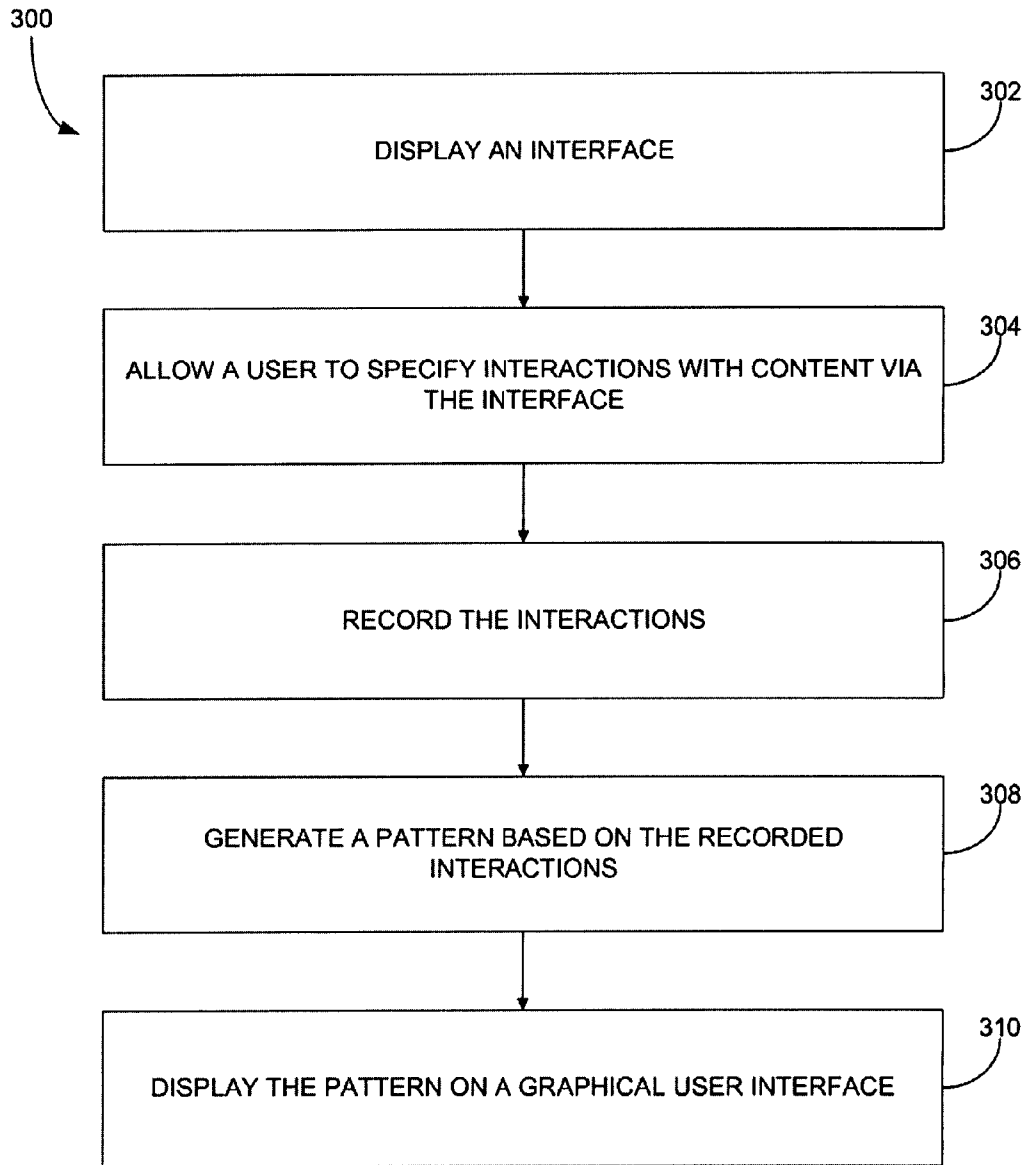 300
302
DISPLAY AN INTERFACE
304
ALLOW A USER TO SPECIFY INTERACTIONS WITH CONTENT VIA
THE INTERFACE
306
RECORD THE INTERACTIONS
308
GENERATE A PATTERN BASED ON THE RECORDED
INTERACTIONS
310
DISPLAY THE PATTERN ON A GRAPHICAL USER INTERFACE